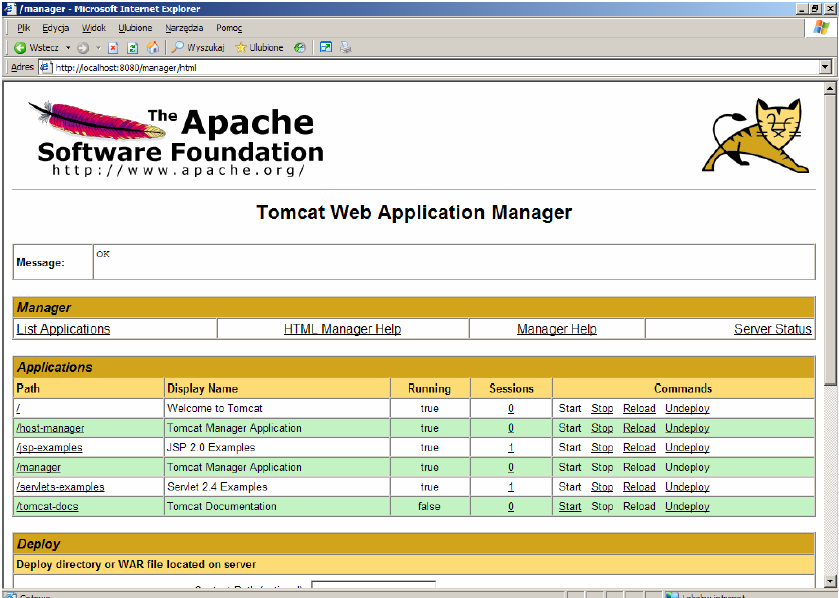 /manager - Microsoft Internet Explorer
Plik Edycja Widok Ulubione Narzędzia Pomoc
Wstecz Wyszukaj Ulubione
Adres http://localhost:8080/manager/html
The Apache
Software Foundation
http://www.apache.org/
Tomcat Web Application Manager
Message: OK
Manager
List Applications HTML Manager Help Manager Help Server Status
Applications
Path Display Name Running Sessions Commands
/ Welcome to Tomcat true 0 Start Stop Reload Undeploy
/host-manager Tomcat Manager Application true 0 Start Stop Reload Undeploy
/jsp-examples JSP 2.0 Examples true 1 Start Stop Reload Undeploy
/manager Tomcat Manager Application true 0 Start Stop Reload Undeploy
/servlets-examples Servlet 2.4 Examples true 1 Start Stop Reload Undeploy
/tomcat-docs Tomcat Documentation false 0 Start Stop Reload Undeploy
Deploy
Deploy directory or WAR file located on server